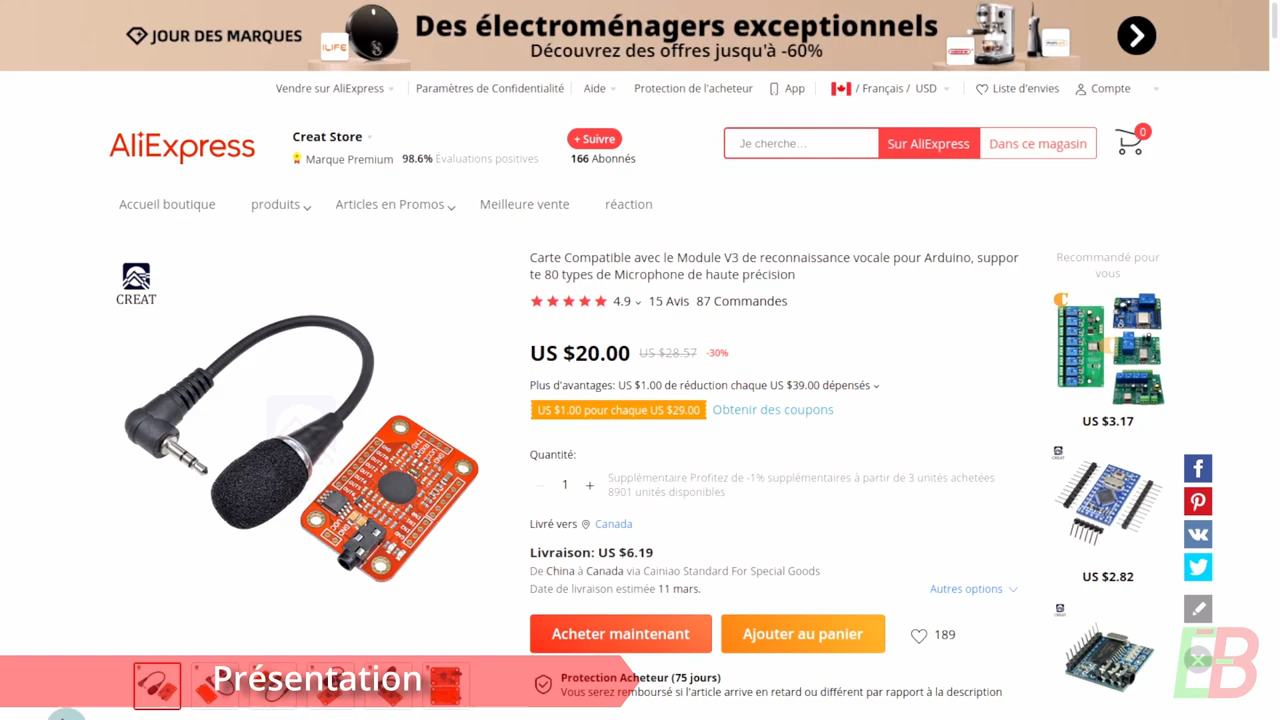 JOUR DES MARQUES
ILIFE
Des électroménagers exceptionnels
Découvrez des offres jusqu'à -60%
Vendre sur AliExpress
Paramètres de Confidentialité
Aide
Protection de l'acheteur
App
/ Français / USD
Liste d'envies
Compte
AliExpress
Creat Store
+ Suivre
Marque Premium 98.6% Évaluations positives
166 Abonnés
Je cherche…
Sur AliExpress
Dans ce magasin
0
Accueil boutique
produits
Articles en Promos
Meilleure vente
réaction
CREAT
Carte Compatible avec le Module V3 de reconnaissance vocale pour Arduino, suppor
te 80 types de Microphone de haute précision
4.9 15 Avis 87 Commandes
US $20.00 US $28.57 -30%
Plus d'avantages: US $1.00 de réduction chaque US $39.00 dépensés
US $1.00 pour chaque US $29.00 Obtenir des coupons
Quantité:
1 +
Supplémentaire Profitez de -1% supplémentaires à partir de 3 unités achetées
8901 unités disponibles
Livré vers Canada
Livraison: US $6.19
De China à Canada via Cainiao Standard For Special Goods
Date de livraison estimée 11 mars.
Autres options
Acheter maintenant
Ajouter au panier
189
Protection Acheteur (75 jours)
Vous serez remboursé si l'article arrive en retard ou différent par rapport à la description
Recommandé pour
vous
US $3.17
CREAT
US $2.82
Présentation
EB